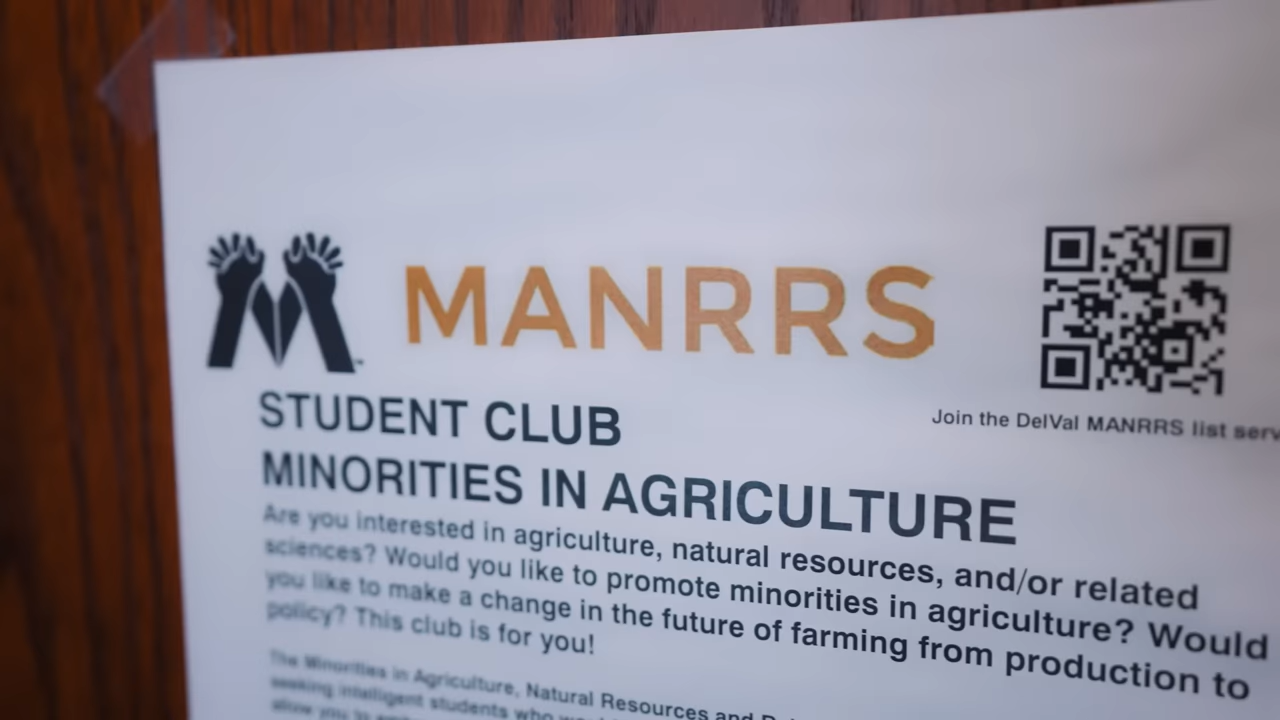 MANRRS
Join the DelVal MANRRS list serv
STUDENT CLUB
MINORITIES IN AGRICULTURE
Are you interested in agriculture, natural resources, and/or related
sciences? Would you like to promote minorities in agriculture? Would
you like to make a change in the future of farming from production to
policy? This club is for you!
The Minorities in Agriculture, Natural Resources and
seeking intelligent students who
allow you to